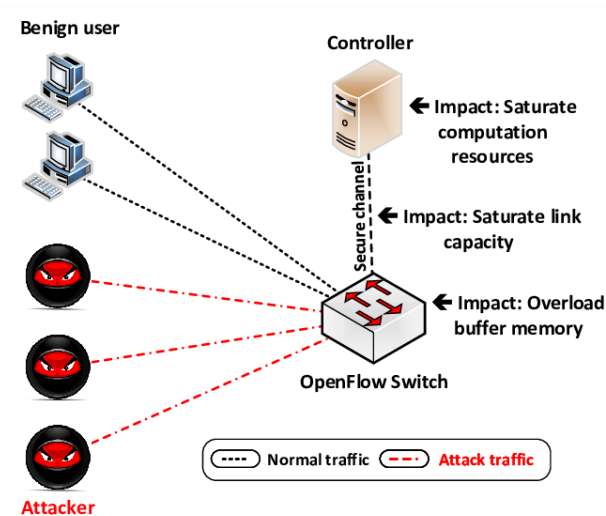 Benign user
Controller
Impact: Saturate
computation
resources
Secure channel
Impact: Saturate link
capacity
Impact: Overload
buffer memory
OpenFlow Switch
Normal traffic
Attack traffic
Attacker